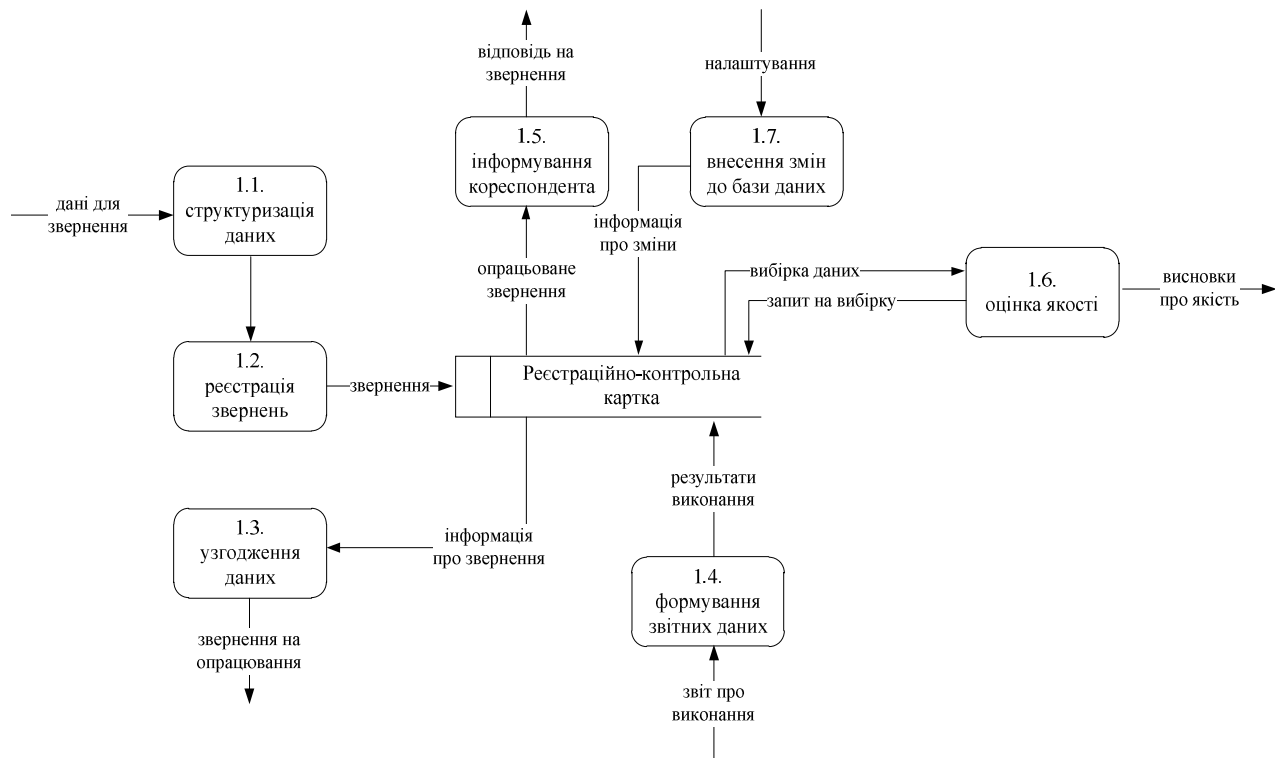 відповідь на
звернення
налаштування
1.5.
інформування
кореспондента
1.7.
внесення змін
до бази даних
дані для
звернення
1.1.
структуризація
даних
інформація
про зміни
опрацьоване
звернення
вибірка даних
запит на вибірку
1.6.
оцінка якості
висновки
про якість
1.2.
реєстрація
звернень
звернення
Реєстраційно-контрольна
картка
результати
виконання
1.3.
узгодження
даних
інформація
про звернення
1.4.
формування
звітних даних
звернення на
опрацювання
звіт про
виконання